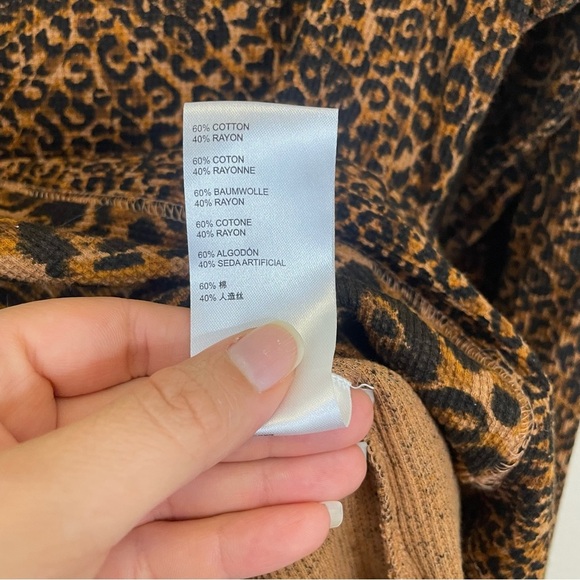 60% COTTON
40% RAYON
60% COTON
40% RAYONNE
60% BAUMWOLLE
40% RAYON
60% COTONE
40% RAYON
60% ALGODÓN
40% SEDA ARTIFICIAL
60% 棉
40% 人造丝